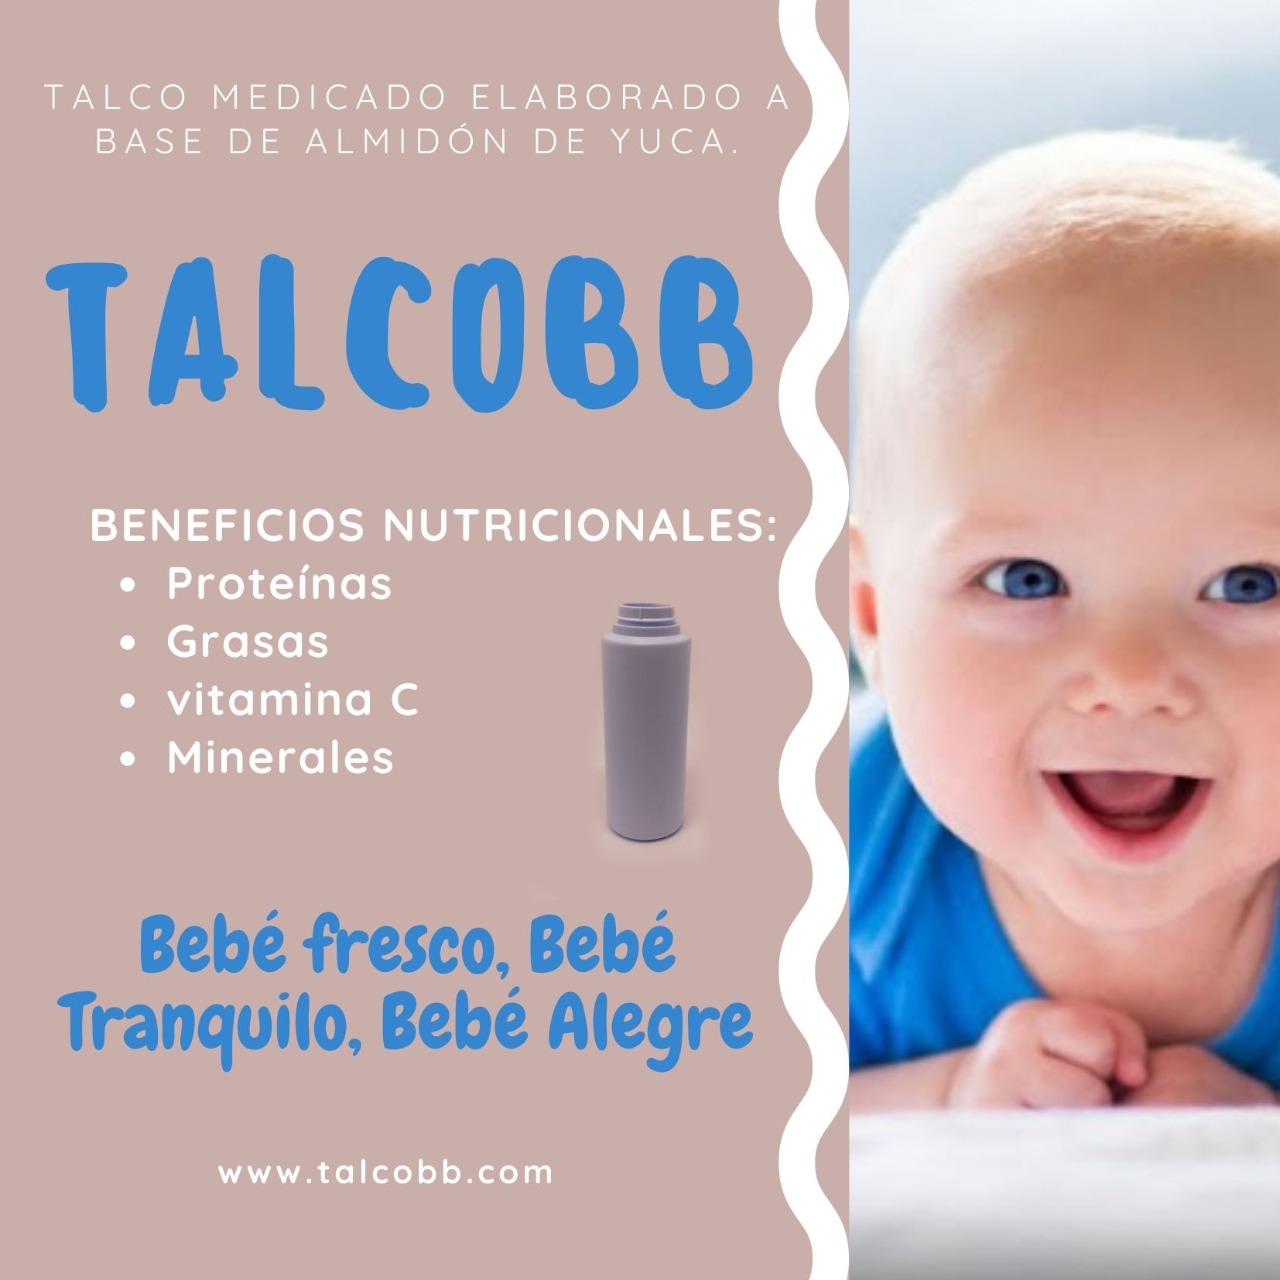 TALCO MEDICADO ELABORADO A
BASE DE ALMIDÓN DE YUCA.
TALCOBB
BENEFICIOS NUTRICIONALES:
• Proteínas
• Grasas
• vitamina C
• Minerales
Bebé fresco, Bebé
Tranquilo, Bebé Alegre
www.talcobb.com